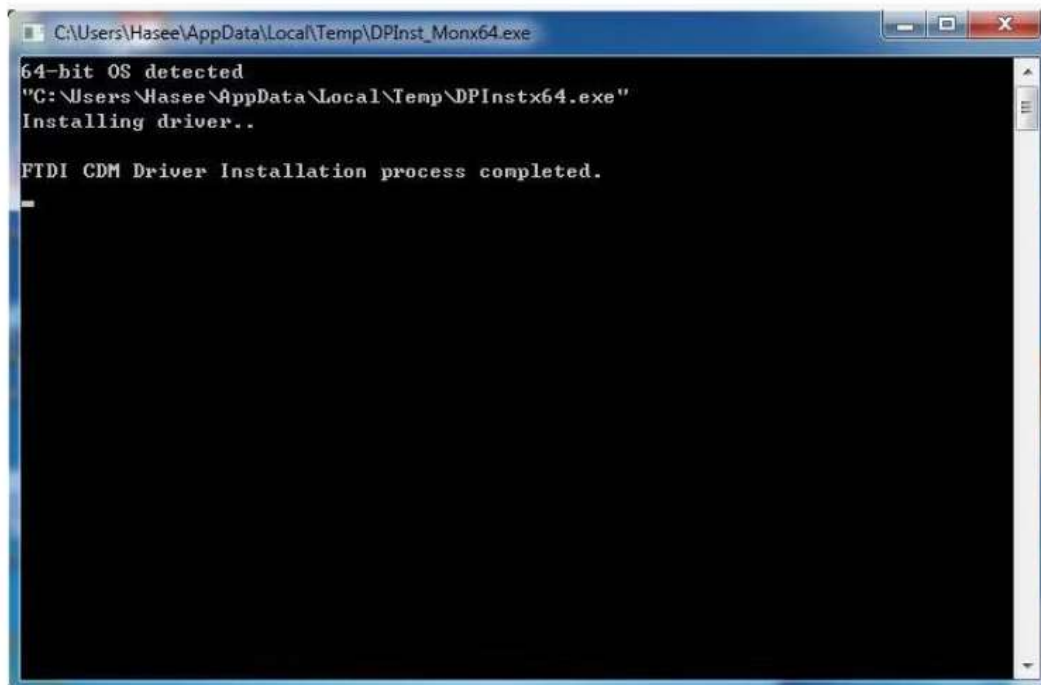 C:\Users\Hasee\AppData\Local\Temp\DPInst_Monx64.exe
64-bit OS detected
"C:\Users\Hasee\AppData\Local\Temp\DPInstx64.exe"
Installing driver..
FTDI CDM Driver Installation process completed.